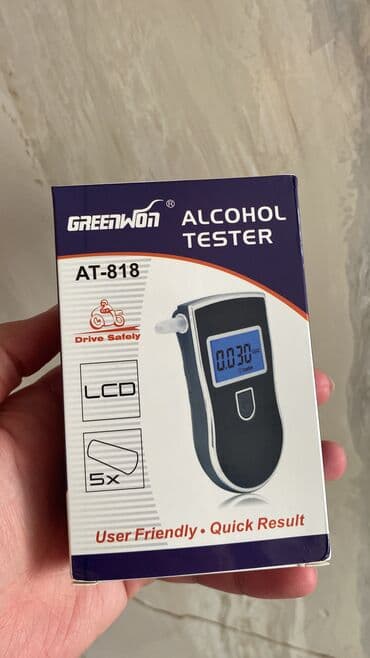 GREENWON®
ALCOHOL
TESTER
AT-818
Drive Safely
LCD
5x
0.030
User Friendly • Quick Result